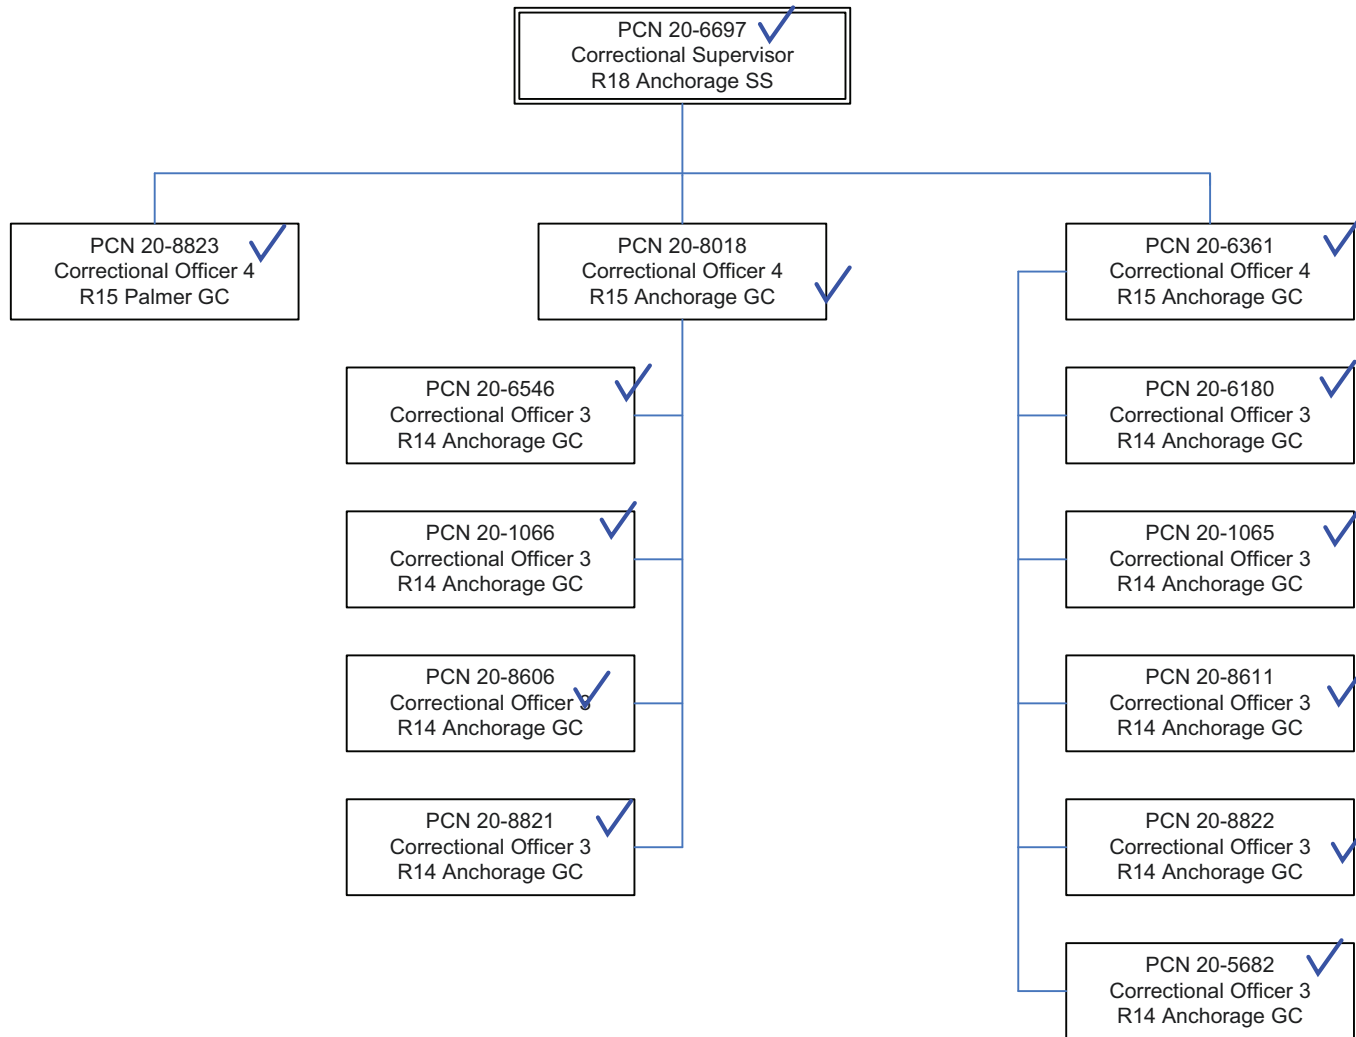 PCN 20-6697
Correctional Supervisor
R18 Anchorage SS
PCN 20-8823
Correctional Officer 4
R15 Palmer GC
PCN 20-8018
Correctional Officer 4
R15 Anchorage GC
PCN 20-6361
Correctional Officer 4
R15 Anchorage GC
PCN 20-6546
Correctional Officer 3
R14 Anchorage GC
PCN 20-6180
Correctional Officer 3
R14 Anchorage GC
PCN 20-1066
Correctional Officer 3
R14 Anchorage GC
PCN 20-1065
Correctional Officer 3
R14 Anchorage GC
PCN 20-8606
Correctional Officer 3
R14 Anchorage GC
PCN 20-8611
Correctional Officer 3
R14 Anchorage GC
PCN 20-8821
Correctional Officer 3
R14 Anchorage GC
PCN 20-8822
Correctional Officer 3
R14 Anchorage GC
PCN 20-5682
Correctional Officer 3
R14 Anchorage GC